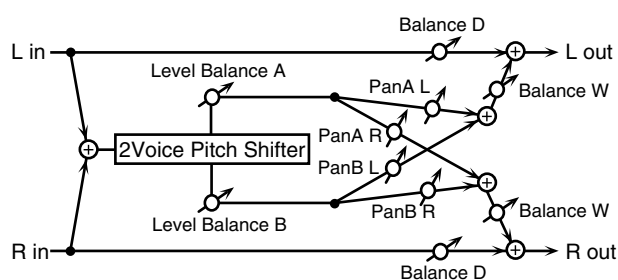 Balance D
L in
L out
Level Balance A
PanA L
Balance W
PanA R
2Voice Pitch Shifter
PanB L
PanB R
Level Balance B
Balance W
R in
R out
Balance D